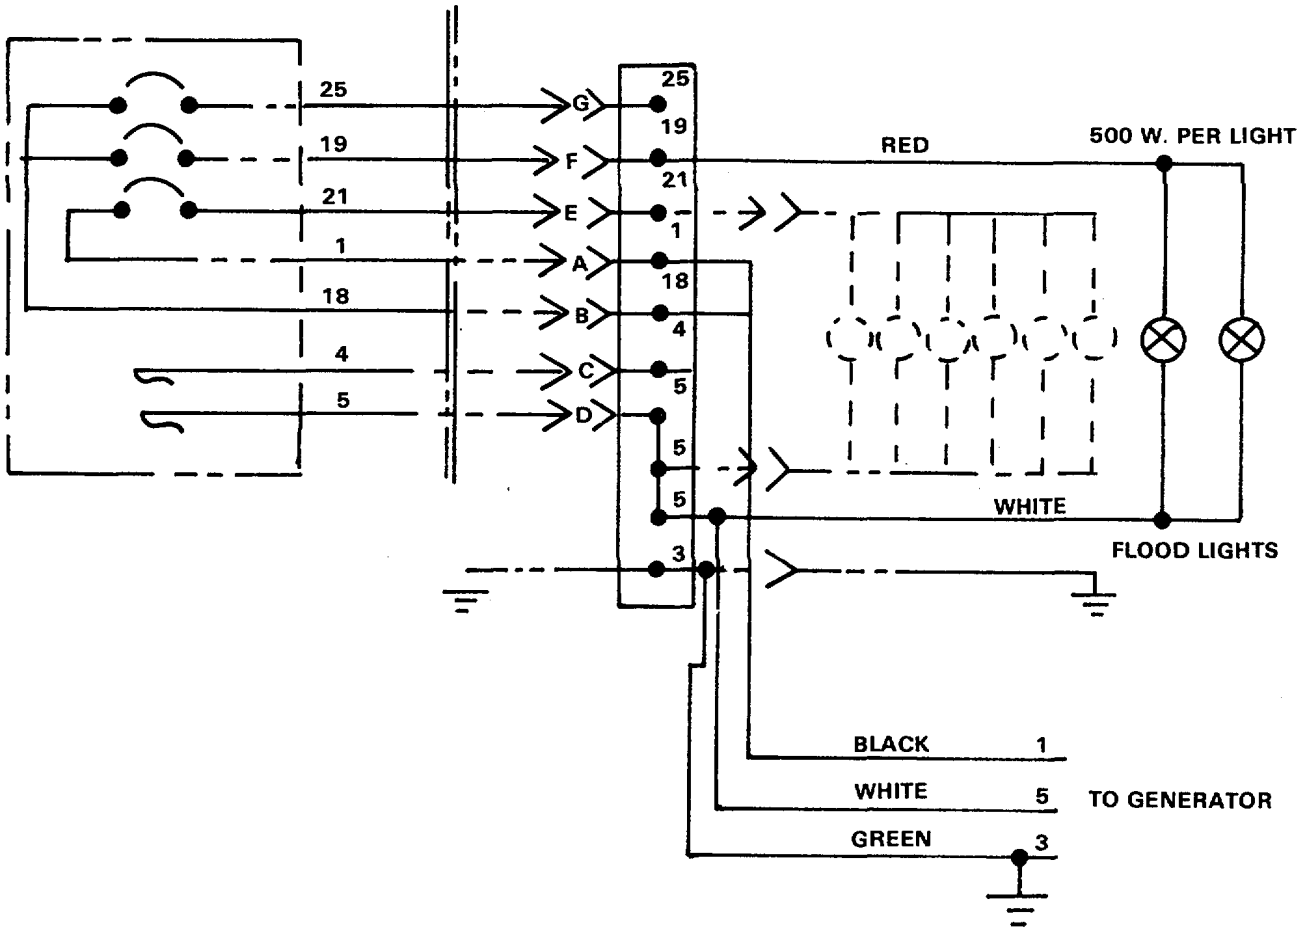 25
G
25
19
F
19
RED
500 W. PER LIGHT
21
E
21
1
A
1
18
B
18
4
C
4
5
D
5
5
5
WHITE
FLOOD LIGHTS
3
BLACK 1
WHITE 5 TO GENERATOR
GREEN 3